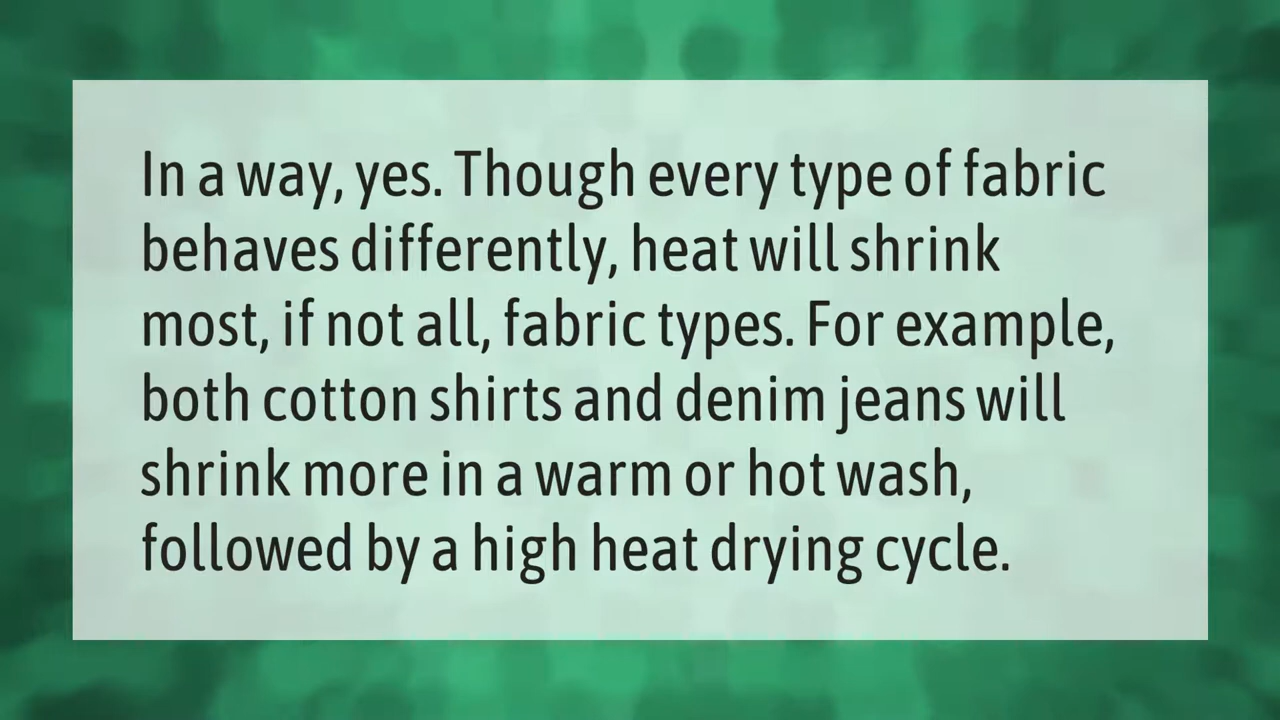 In a way, yes. Though every type of fabric
behaves differently, heat will shrink
most, if not all, fabric types. For example,
both cotton shirts and denim jeans will
shrink more in a warm or hot wash,
followed by a high heat drying cycle.